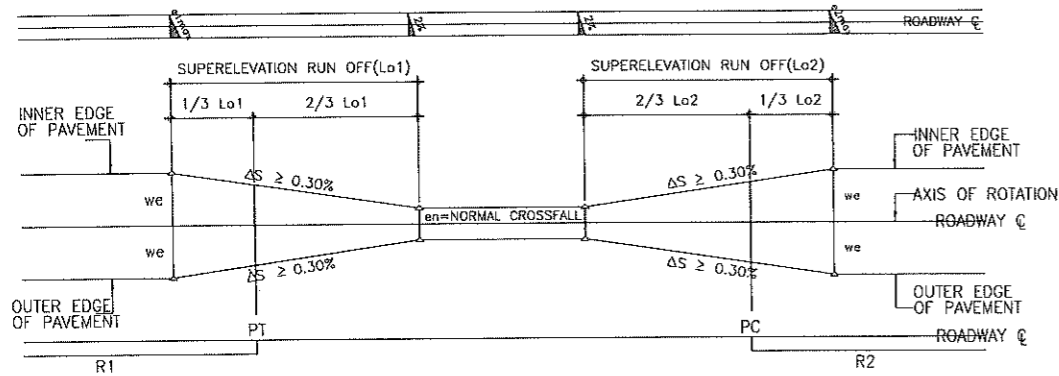 e1max
2%
2%
e2max
ROADWAY ℄
SUPERELEVATION RUN OFF(Lo1)
SUPERELEVATION RUN OFF(Lo2)
1/3 Lo1
2/3 Lo1
2/3 Lo2
1/3 Lo2
INNER EDGE
OF PAVEMENT
INNER EDGE
OF PAVEMENT
ΔS ≥ 0.30%
ΔS ≥ 0.30%
we
we
en=NORMAL CROSSFALL
AXIS OF ROTATION
ROADWAY ℄
we
we
ΔS ≥ 0.30%
ΔS ≥ 0.30%
OUTER EDGE
OF PAVEMENT
OUTER EDGE
OF PAVEMENT
PT
PC
ROADWAY ℄
R1
R2